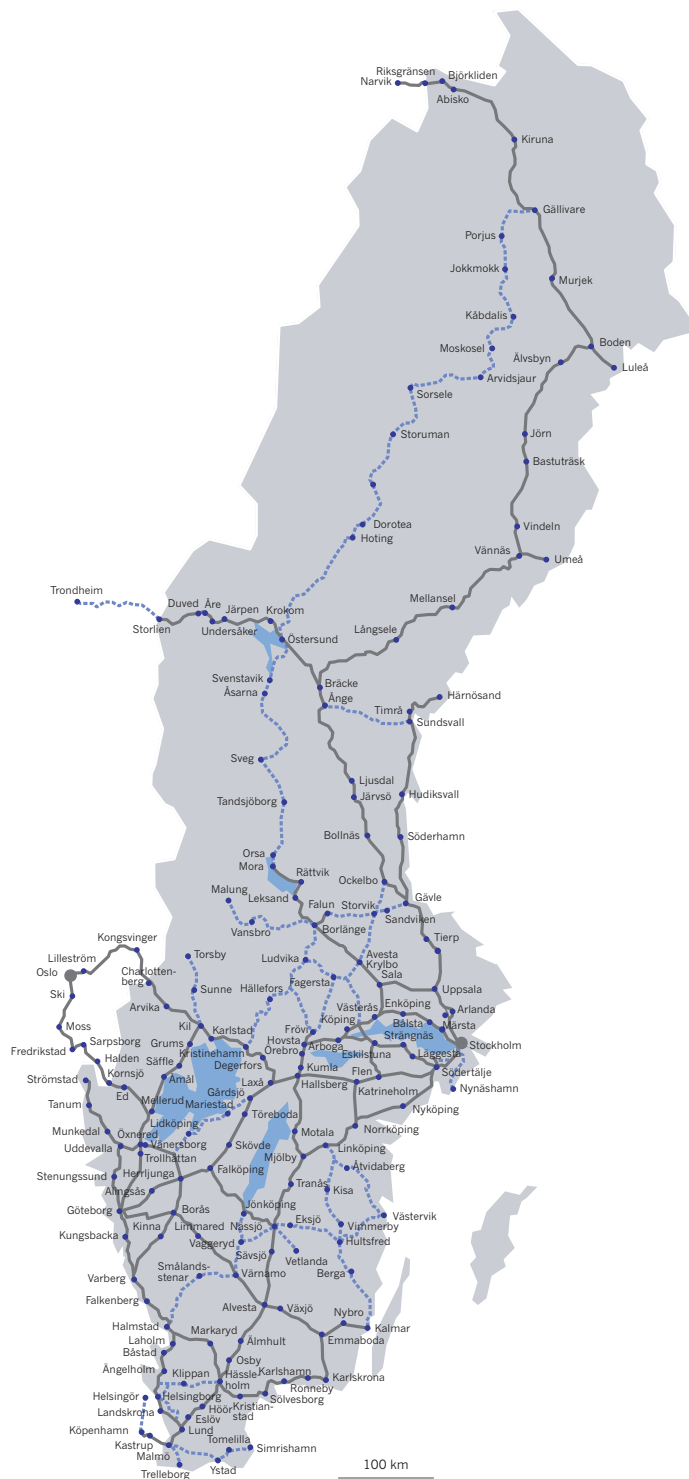 Riksgränsen
Björkliden
Narvik
Abisko
Kiruna
Gällivare
Porjus
Jokkmokk
Murjek
Kåbdalis
Moskosel
Boden
Älvsbyn
Luleå
Arvidsjaur
Sorsele
Storuman
Jörn
Bastuträsk
Dorotea
Vindeln
Hoting
Vännäs
Umeå
Trondheim
Mellansel
Duved
Åre
Järpen
Krokom
Storlien
Undersåker
Långsele
Östersund
Svenstavik
Bräcke
Åsarna
Ånge
Härnösand
Timrå
Sundsvall
Sveg
Ljusdal
Tandsjöborg
Järvsö
Hudiksvall
Bollnäs
Söderhamn
Orsa
Mora
Rättvik
Ockelbo
Malung
Leksand
Gävle
Falun
Storvik
Sandviken
Vansbro
Borlänge
Kongsvinger
Tierp
Lilleström
Torsby
Ludvika
Avesta
Krylbo
Oslo
Charlotten-
berg
Sala
Fagersta
Ski
Sunne
Hällefors
Uppsala
Arvika
Västerås
Enköping
Arlanda
Moss
Kil
Karlstad
Frövi
Köping
Bålsta
Märsta
Sarpsborg
Grums
Kristinehamn
Hovsta
Arboga
Strängnäs
Stockholm
Fredrikstad
Halden
Säffle
Degerfors
Örebro
Eskilstuna
Läggesta
Kornsjö
Åmål
Kumla
Flen
Södertälje
Strömstad
Ed
Laxå
Hallsberg
Katrineholm
Nynäshamn
Tanum
Mellerud
Gårdsjö
Mariestad
Töreboda
Nyköping
Lidköping
Munkedal
Öxnered
Vänersborg
Motala
Norrköping
Uddevalla
Trollhättan
Skövde
Mjölby
Linköping
Stenungssund
Herrljunga
Falköping
Åtvidaberg
Alingsås
Tranås
Kisa
Göteborg
Borås
Jönköping
Västervik
Kinna
Limmared
Nässjö
Eksjö
Vimmerby
Kungsbacka
Vaggeryd
Hultsfred
Sävsjö
Vetlanda
Smålands-
stenar
Värnamo
Berga
Varberg
Falkenberg
Alvesta
Växjö
Nybro
Halmstad
Kalmar
Laholm
Markaryd
Älmhult
Emmaboda
Båstad
Osby
Ängelholm
Klippan
Hässle
holm
Karlshamn
Karlskrona
Helsingör
Helsingborg
Ronneby
Landskrona
Höör
Kristian-
stad
Sölvesborg
Eslöv
Köpenhamn
Lund
Tomelilla
Kastrup
Simrishamn
Malmö
Ystad
Trelleborg
100 km